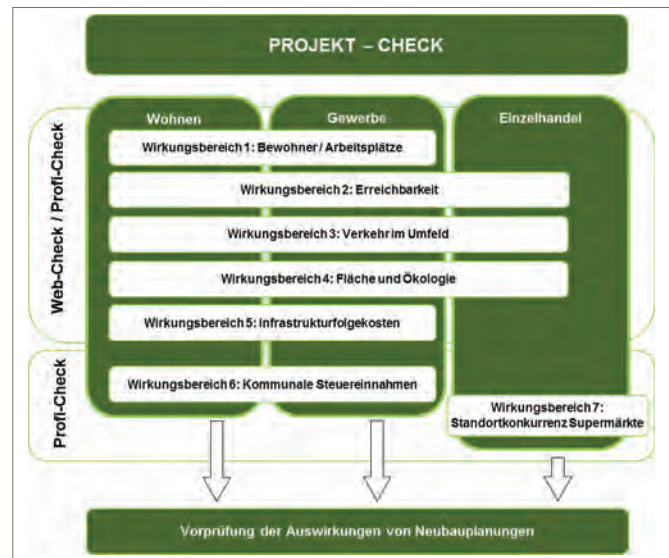 PROJEKT – CHECK
Wohnen
Gewerbe
Einzelhandel
Web-Check / Profi-Check
Wirkungsbereich 1: Bewohner / Arbeitsplätze
Wirkungsbereich 2: Erreichbarkeit
Wirkungsbereich 3: Verkehr im Umfeld
Wirkungsbereich 4: Fläche und Ökologie
Wirkungsbereich 5: Infrastrukturfolgekosten
Profi-Check
Wirkungsbereich 6: Kommunale Steuereinnahmen
Wirkungsbereich 7:
Standortkonkurrenz Supermärkte
Vorprüfung der Auswirkungen von Neubauplanungen